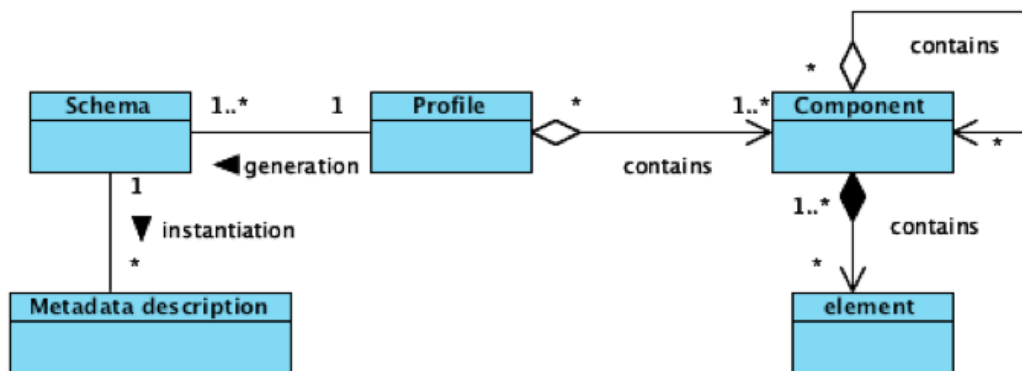 contains
*
Schema
1..*
1
Profile
*
1..*
Component
*
generation
contains
1
instantiation
1..*
contains
*
*
Metadata description
element